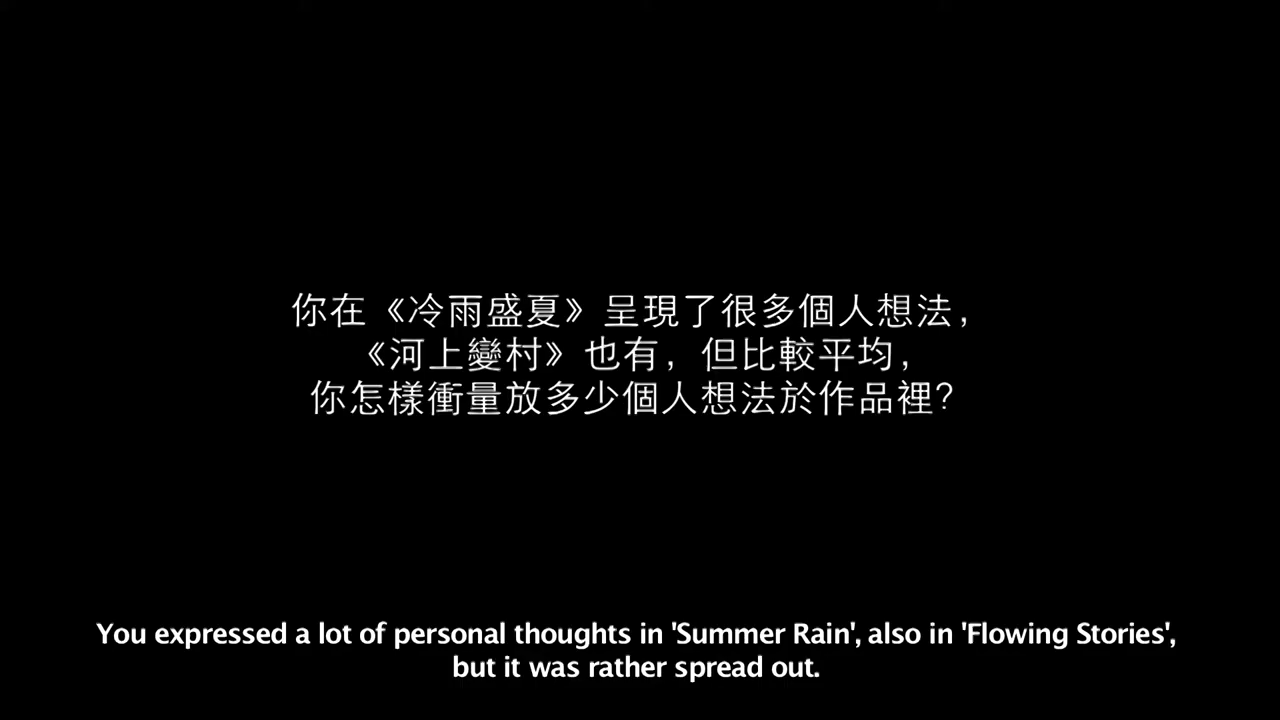 你在《冷雨盛夏》呈現了很多個人想法，
《河上變村》也有，但比較平均，
你怎樣衝量放多少個人想法於作品裡？
You expressed a lot of personal thoughts in 'Summer Rain', also in 'Flowing Stories',
but it was rather spread out.